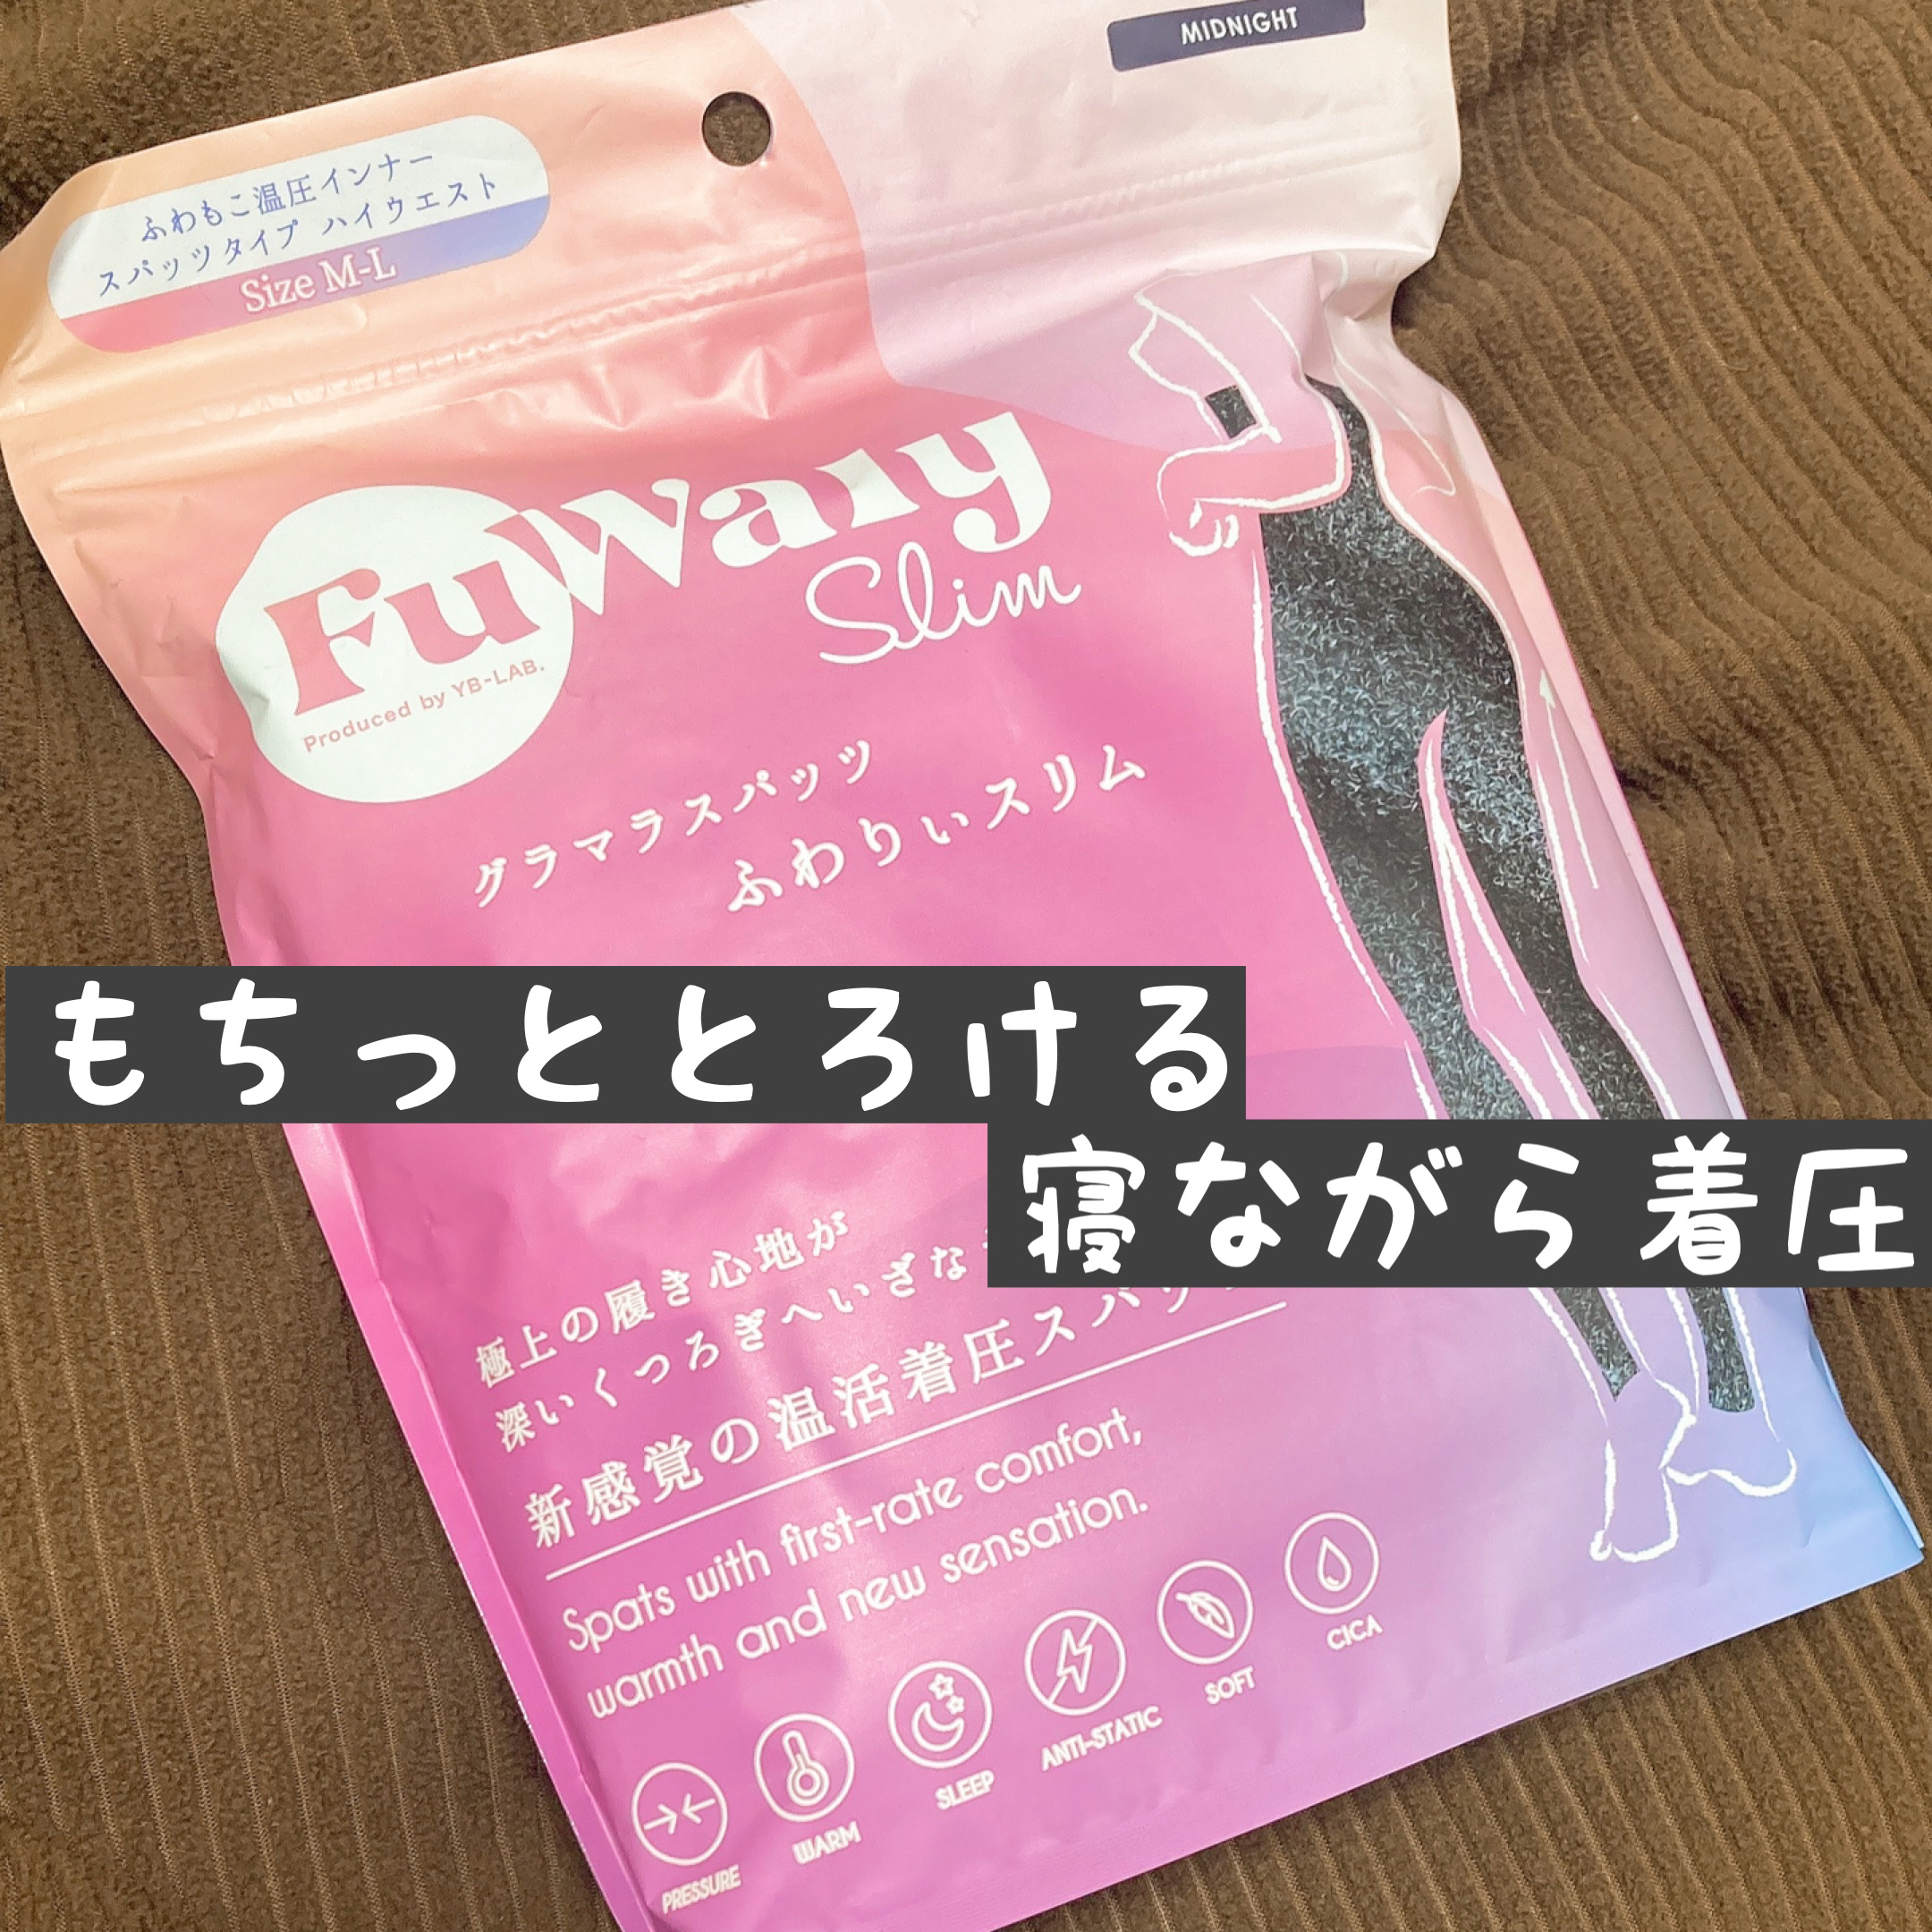 MIDNIGHT
ふわもこ温圧インナー
スパッツタイプ ハイウエスト
Size M-L
FuWaly
Slim
Produced by YB-LAB.
グラマラスパッツ
ふわりぃスリム
もちっととろける
寝ながら着圧
極上の履き心地が
深いくつろぎへいざな
新感覚の温活着圧スパッツ
Spats with first-rate comfort,
warmth and new sensation.
PRESSURE
WARM
SLEEP
ANTI-STATIC
SOFT
CICA